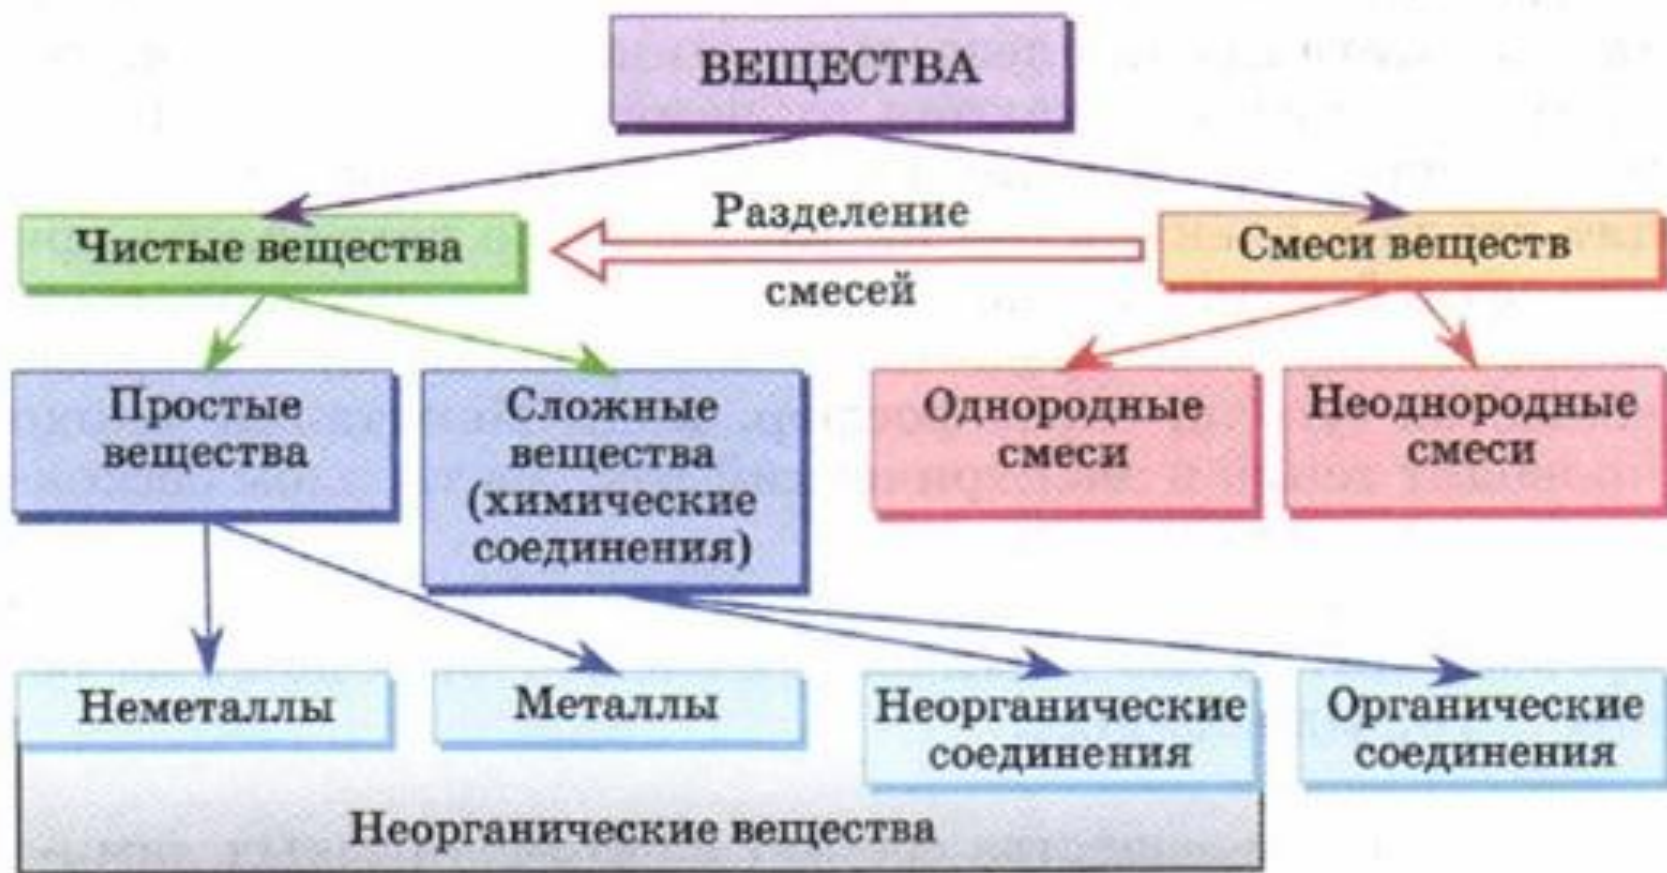 ВЕЩЕСТВА
Чистые вещества
Разделение
смесей
Смеси веществ
Простые
вещества
Сложные
вещества
(химические
соединения)
Однородные
смеси
Неоднородные
смеси
Неметаллы
Металлы
Неорганические
соединения
Органические
соединения
Неорганические вещества